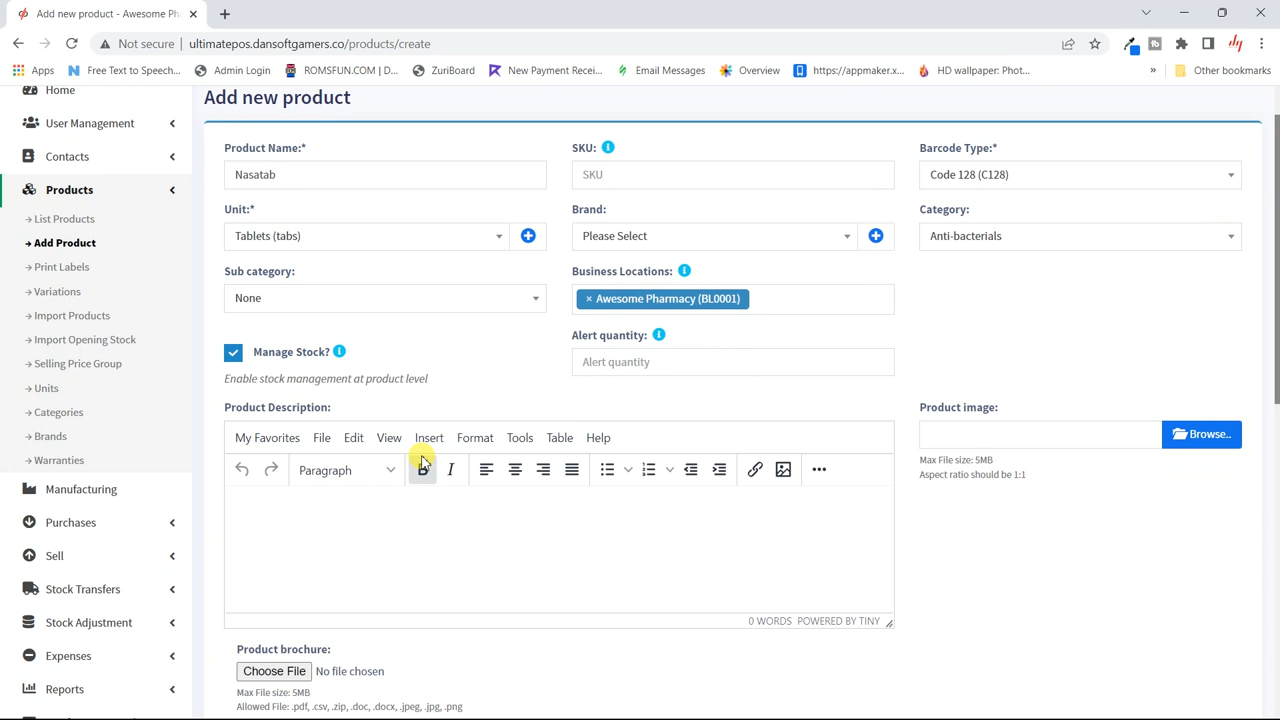 Add new product - Awesome Pha
Not secure | ultimatepos.dansoftgamers.co/products/create
Apps Free Text to Speech... Admin Login ROMSFUN.COM | D... ZuriBoard New Payment Recei... Email Messages Overview https://appmaker.x... HD wallpaper: Phot... » Other bookmarks
Home
User Management
Contacts
Products
List Products
Add Product
Print Labels
Variations
Import Products
Import Opening Stock
Selling Price Group
Units
Categories
Brands
Warranties
Manufacturing
Purchases
Sell
Stock Transfers
Stock Adjustment
Expenses
Reports
Add new product
Product Name:* SKU: Barcode Type:*
Nasatab SKU Code 128 (C128)
Unit:* Brand: Category:
Tablets (tabs) Please Select Anti-bacterials
Sub category: Business Locations:
None × Awesome Pharmacy (BL0001)
Alert quantity:
Manage Stock? Alert quantity
Enable stock management at product level
Product Description: Product image:
My Favorites File Edit View Insert Format Tools Table Help Browse..
Paragraph B I
Max File size: 5MB
Aspect ratio should be 1:1
0 WORDS POWERED BY TINY
Product brochure:
Choose File No file chosen
Max File size: 5MB
Allowed File: .pdf, .csv, .zip, .doc, .docx, .jpeg, .jpg, .png